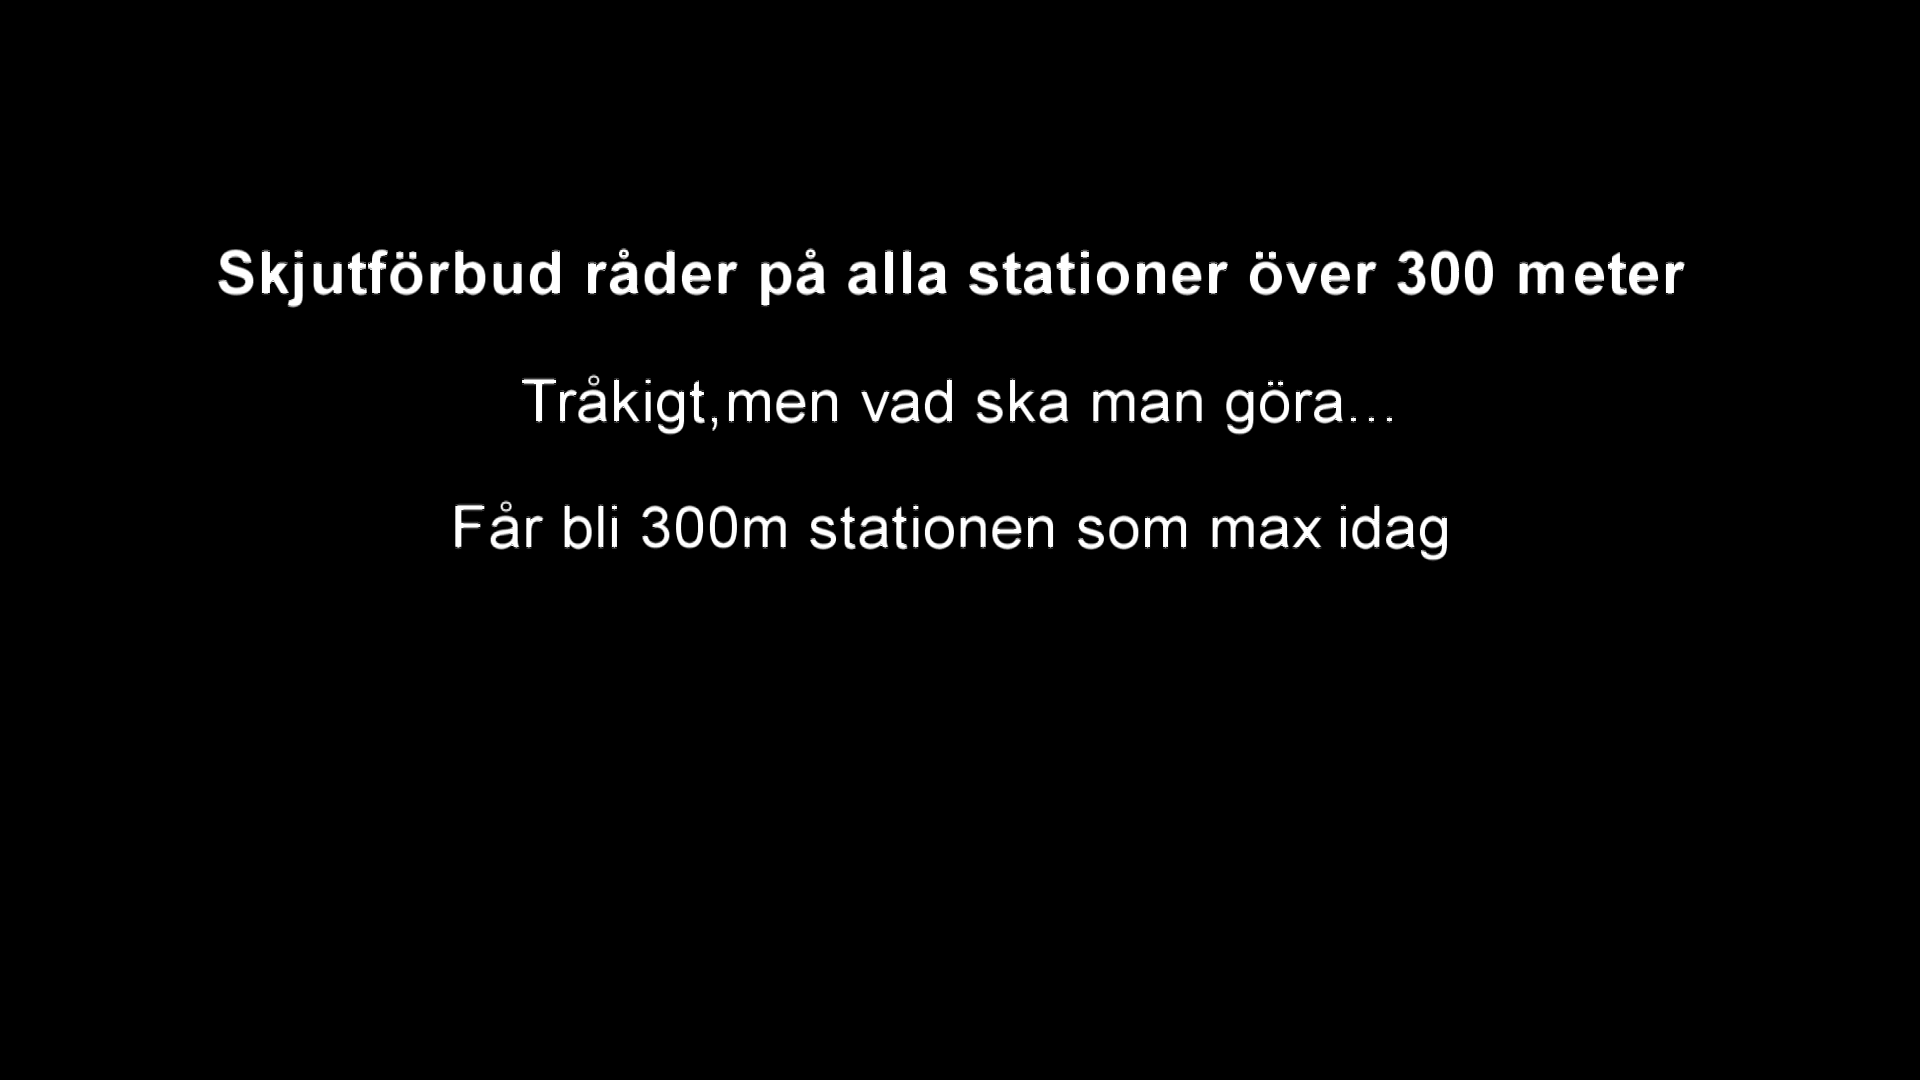 Skjutförbud råder på alla stationer över 300 meter
Tråkigt,men vad ska man göra...
Får bli 300m stationen som max idag